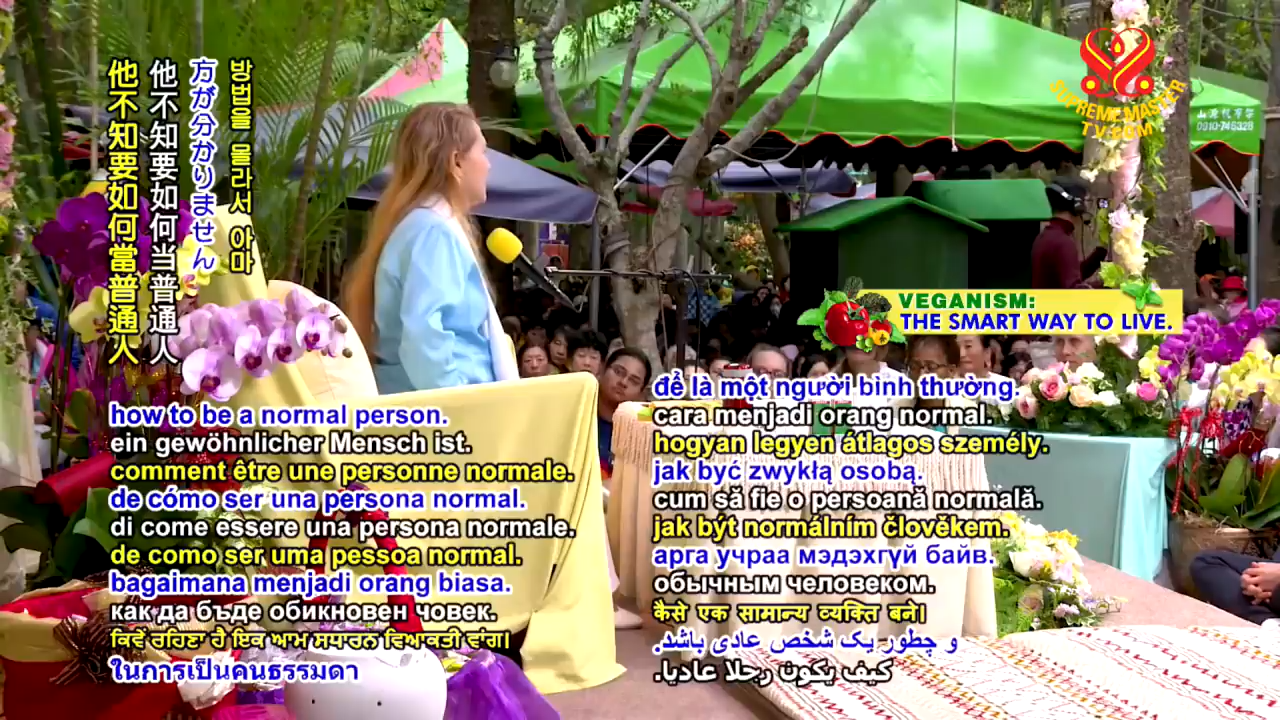 방법을 몰라서 아마
方が分かりません
他不知要如何当普通人
他不知要如何當普通人
SUPREME MASTER
TV.COM
0910-746328
VEGANISM:
THE SMART WAY TO LIVE.
how to be a normal person.
ein gewöhnlicher Mensch ist.
comment être une personne normale.
de cómo ser una persona normal.
di come essere una persona normale.
de como ser uma pessoa normal.
bagaimana menjadi orang biasa.
как да бъде обикновен човек.
ਕਿਵੇਂ ਰਹਿਣਾ ਹੈ ਇਕ ਆਮ ਸਧਾਰਨ ਵਿਆਕਤੀ ਵਾਂਗ।
ในการเป็นคนธรรมดา
để là một người bình thường.
cara menjadi orang normal.
hogyan legyen átlagos személy.
jak być zwykłą osobą.
cum să fie o persoană normală.
jak být normálním člověkem.
арга учраа мэдэхгүй байв.
обычным человеком.
कैसे एक सामान्य व्यक्ति बने।
و چطور یک شخص عادی باشد.
كيف يكون رجلا عاديا.